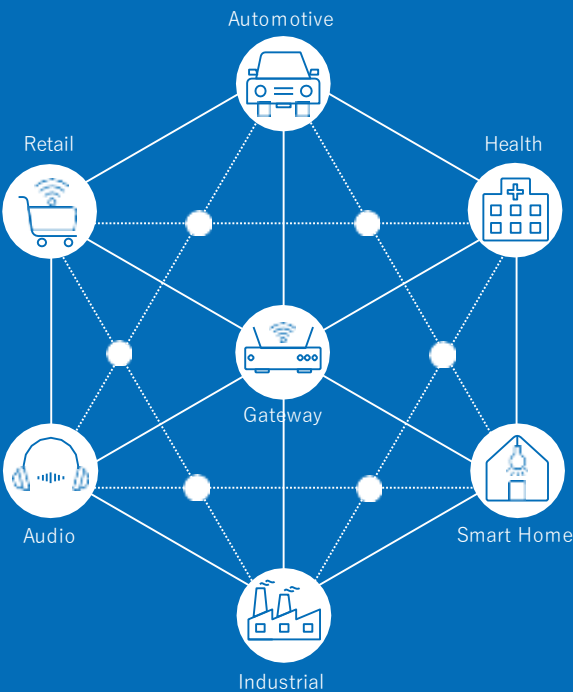 Automotive
Retail
Health
Gateway
Audio
Smart Home
Industrial